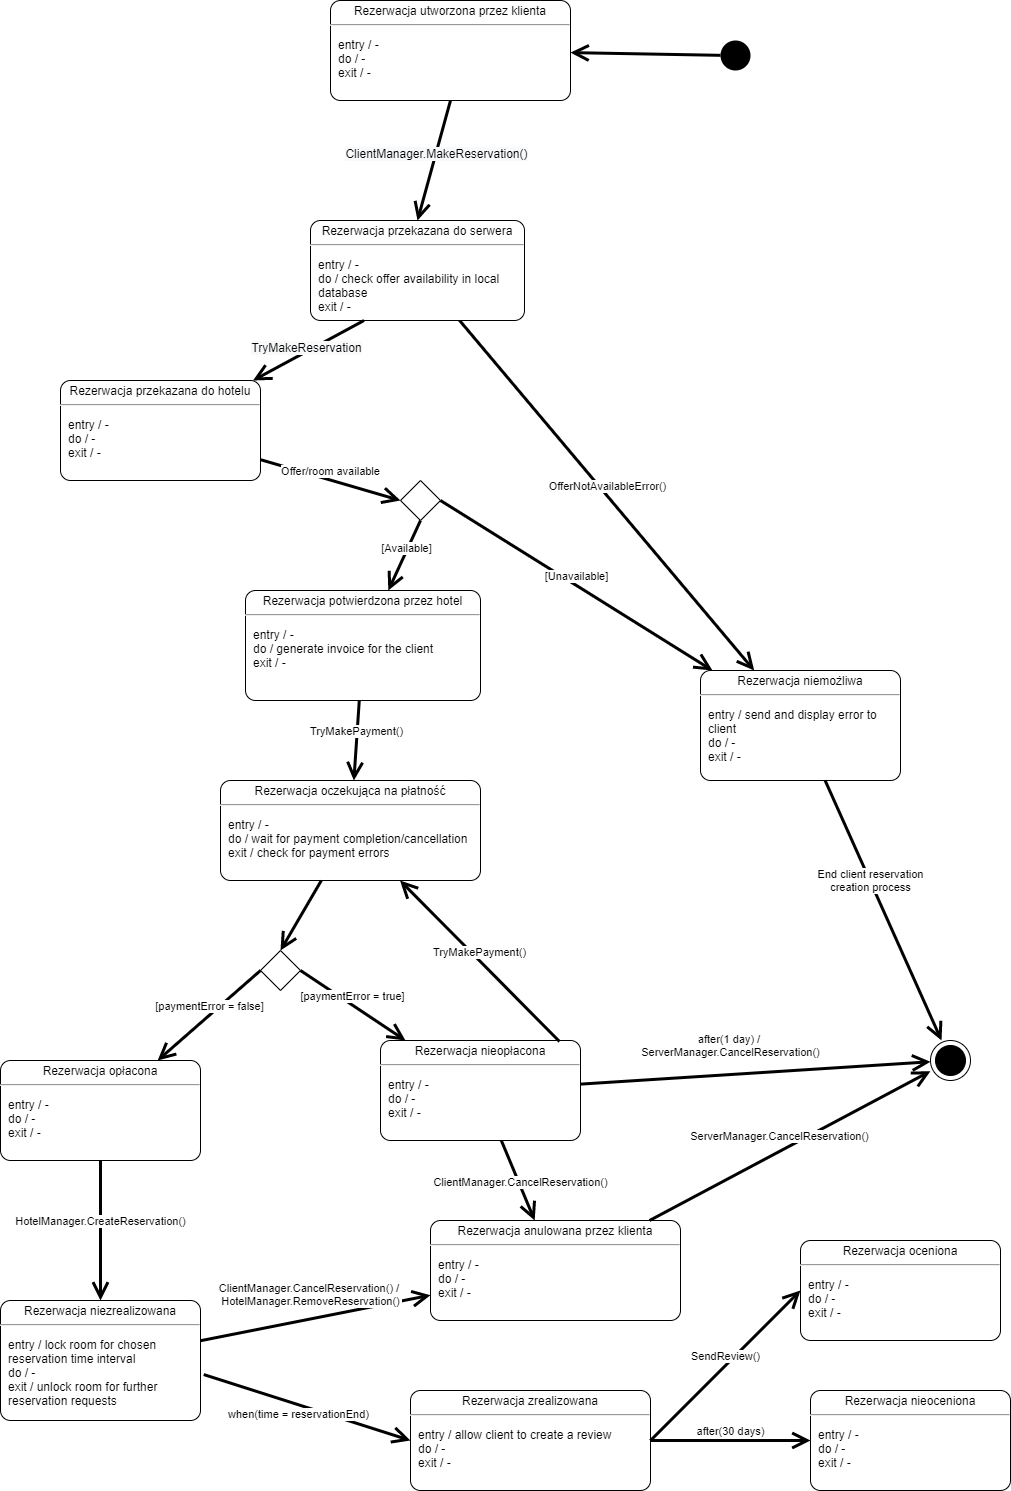 Rezerwacja utworzona przez klienta
entry / -
do / -
exit / -
ClientManager.MakeReservation()
Rezerwacja przekazana do serwera
entry / -
do / check offer availability in local
database
exit / -
TryMakeReservation
Rezerwacja przekazana do hotelu
entry / -
do / -
exit / -
Offer/room available
OfferNotAvailableError()
[Available]
[Unavailable]
Rezerwacja potwierdzona przez hotel
entry / -
do / generate invoice for the client
exit / -
Rezerwacja niemożliwa
entry / send and display error to
client
do / -
exit / -
TryMakePayment()
Rezerwacja oczekująca na płatność
entry / -
do / wait for payment completion/cancellation
exit / check for payment errors
End client reservation
creation process
TryMakePayment()
[paymentError = false]
[paymentError = true]
Rezerwacja opłacona
entry / -
do / -
exit / -
Rezerwacja nieopłacona
entry / -
do / -
exit / -
after(1 day) /
ServerManager.CancelReservation()
ServerManager.CancelReservation()
ClientManager.CancelReservation()
HotelManager.CreateReservation()
Rezerwacja anulowana przez klienta
entry / -
do / -
exit / -
Rezerwacja niezrealizowana
entry / lock room for chosen
reservation time interval
do / -
exit / unlock room for further
reservation requests
ClientManager.CancelReservation() /
HotelManager.RemoveReservation()
when(time = reservationEnd)
Rezerwacja zrealizowana
entry / allow client to create a review
do / -
exit / -
SendReview()
Rezerwacja oceniona
entry / -
do / -
exit / -
after(30 days)
Rezerwacja nieoceniona
entry / -
do / -
exit / -